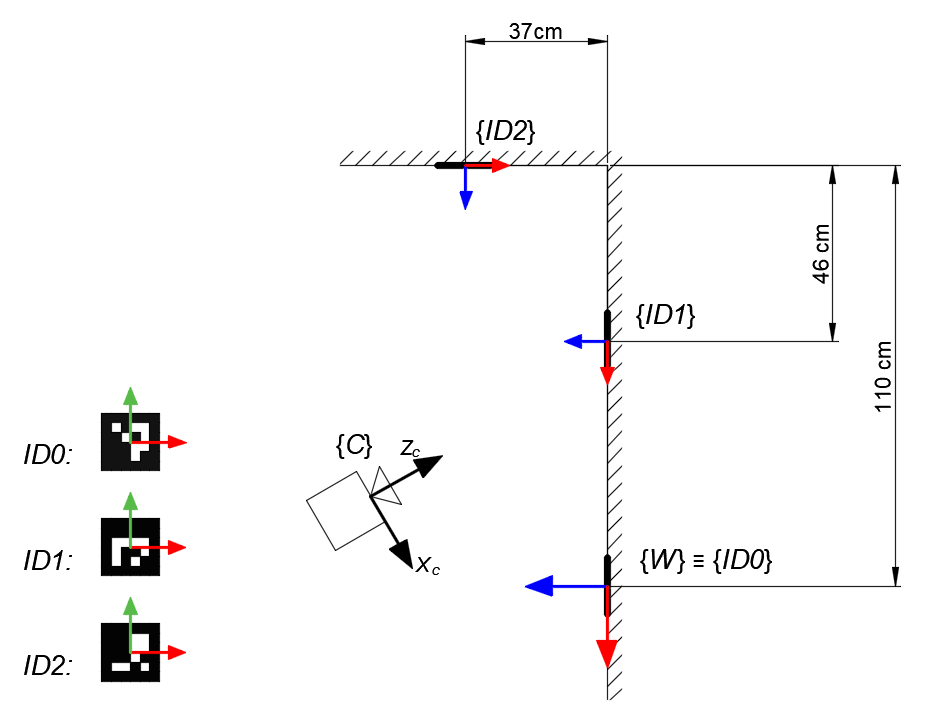 37cm
{ID2}
46 cm
{ID1}
110 cm
{C}
zc
xc
{W} ≡ {ID0}
ID0:
ID1:
ID2: